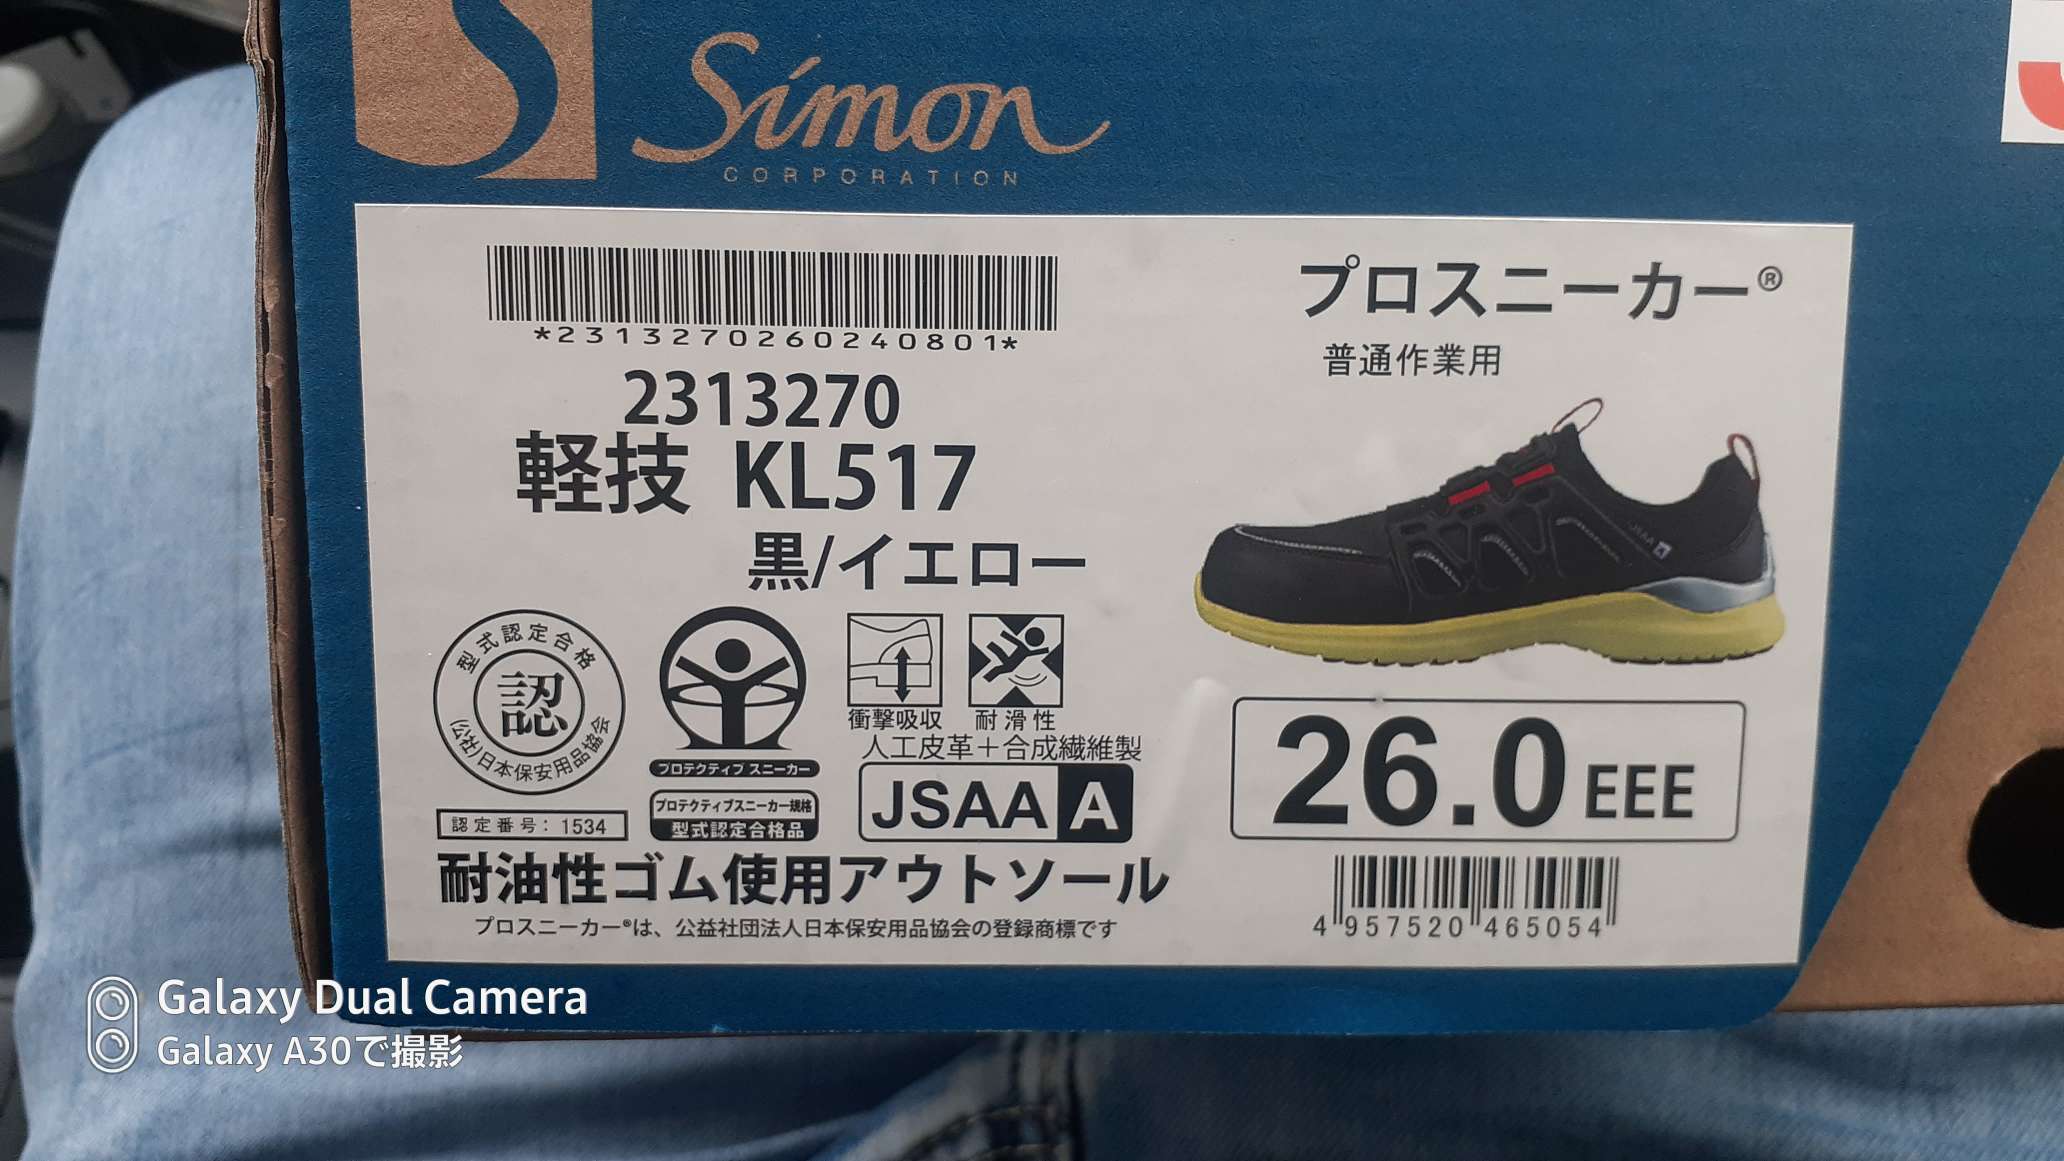 Simon
CORPORATION
*231327026024080​1*
2313270
軽技 KL517
黒/イエロー
プロスニーカー®
普通作業用
JSAA A
型式認定合格
認
(公社)日本保安用品協会
認定番号: 1534
プロテクティブ スニーカー
プロテクティブスニーカー規格
型式認定合格品
衝撃吸収
耐滑性
人工皮革+合成繊維製
JSAA A
26.0 EEE
耐油性ゴム使用アウトソール
プロスニーカー®は、公益社団法人日本保安用品協会の登録商標です
4 957520 465054
Galaxy Dual Camera
Galaxy A30で撮影